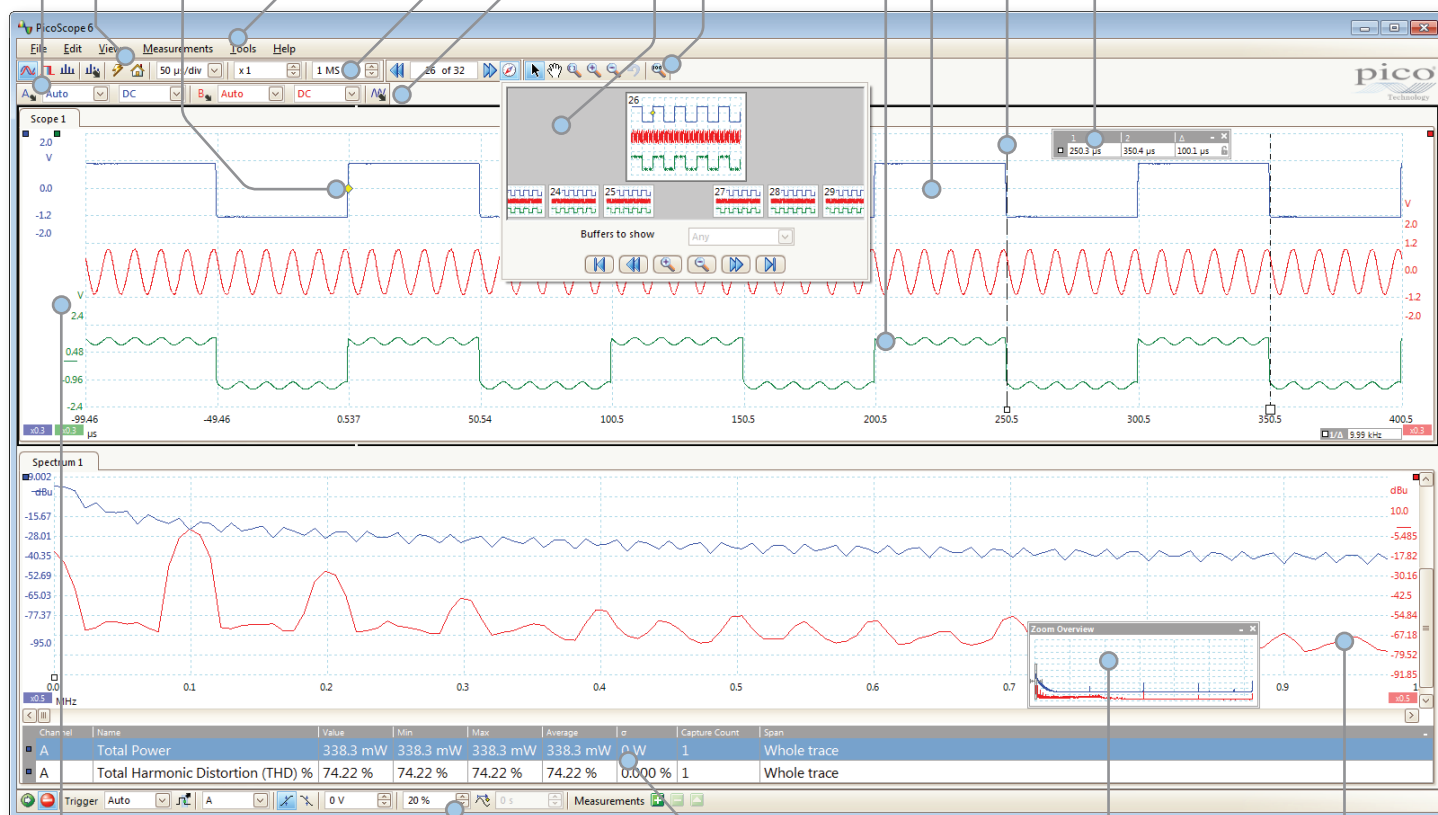 PicoScope 6
File Edit Views Measurements Tools Help
50 µs/div x 1 1 MS 26 of 32
pico
Technology
A Auto DC B Auto DC
Scope 1
26
24 25 27 28 29
Buffers to show Any
1 2 Δ
250.3 µs 350.4 µs 100.1 µs
2.0
V
0.0
-1.2
-2.0
V
2.0
1.2
0.0
-1.2
-2.0
V
2.4
0.48
-0.96
-2.4
-99.46 -49.46 0.537 50.54 100.5 150.5 200.5 250.5 300.5 350.5 400.5
x0.3 x0.3 µs
1/Δ 9.99 kHz x0.3
Spectrum 1
-9.002
dBu
-15.67
-28.01
-40.35
-52.69
-65.03
-77.37
-95.0
dBu
10.0
-5.485
-17.82
-30.16
-42.5
-54.84
-67.18
-79.52
-91.85
Zoom Overview
0.0 0.1 0.2 0.3 0.4 0.5 0.6 0.7 0.9 1
x0.5 MHz x0.5
Channel Name Value Min Max Average σ Capture Count Span
A Total Power 338.3 mW 338.3 mW 338.3 mW 338.3 mW 0 W 1 Whole trace
A Total Harmonic Distortion (THD) % 74.22 % 74.22 % 74.22 % 74.22 % 0.000 % 1 Whole trace
Trigger Auto A 0 V 20 % 0 s Measurements